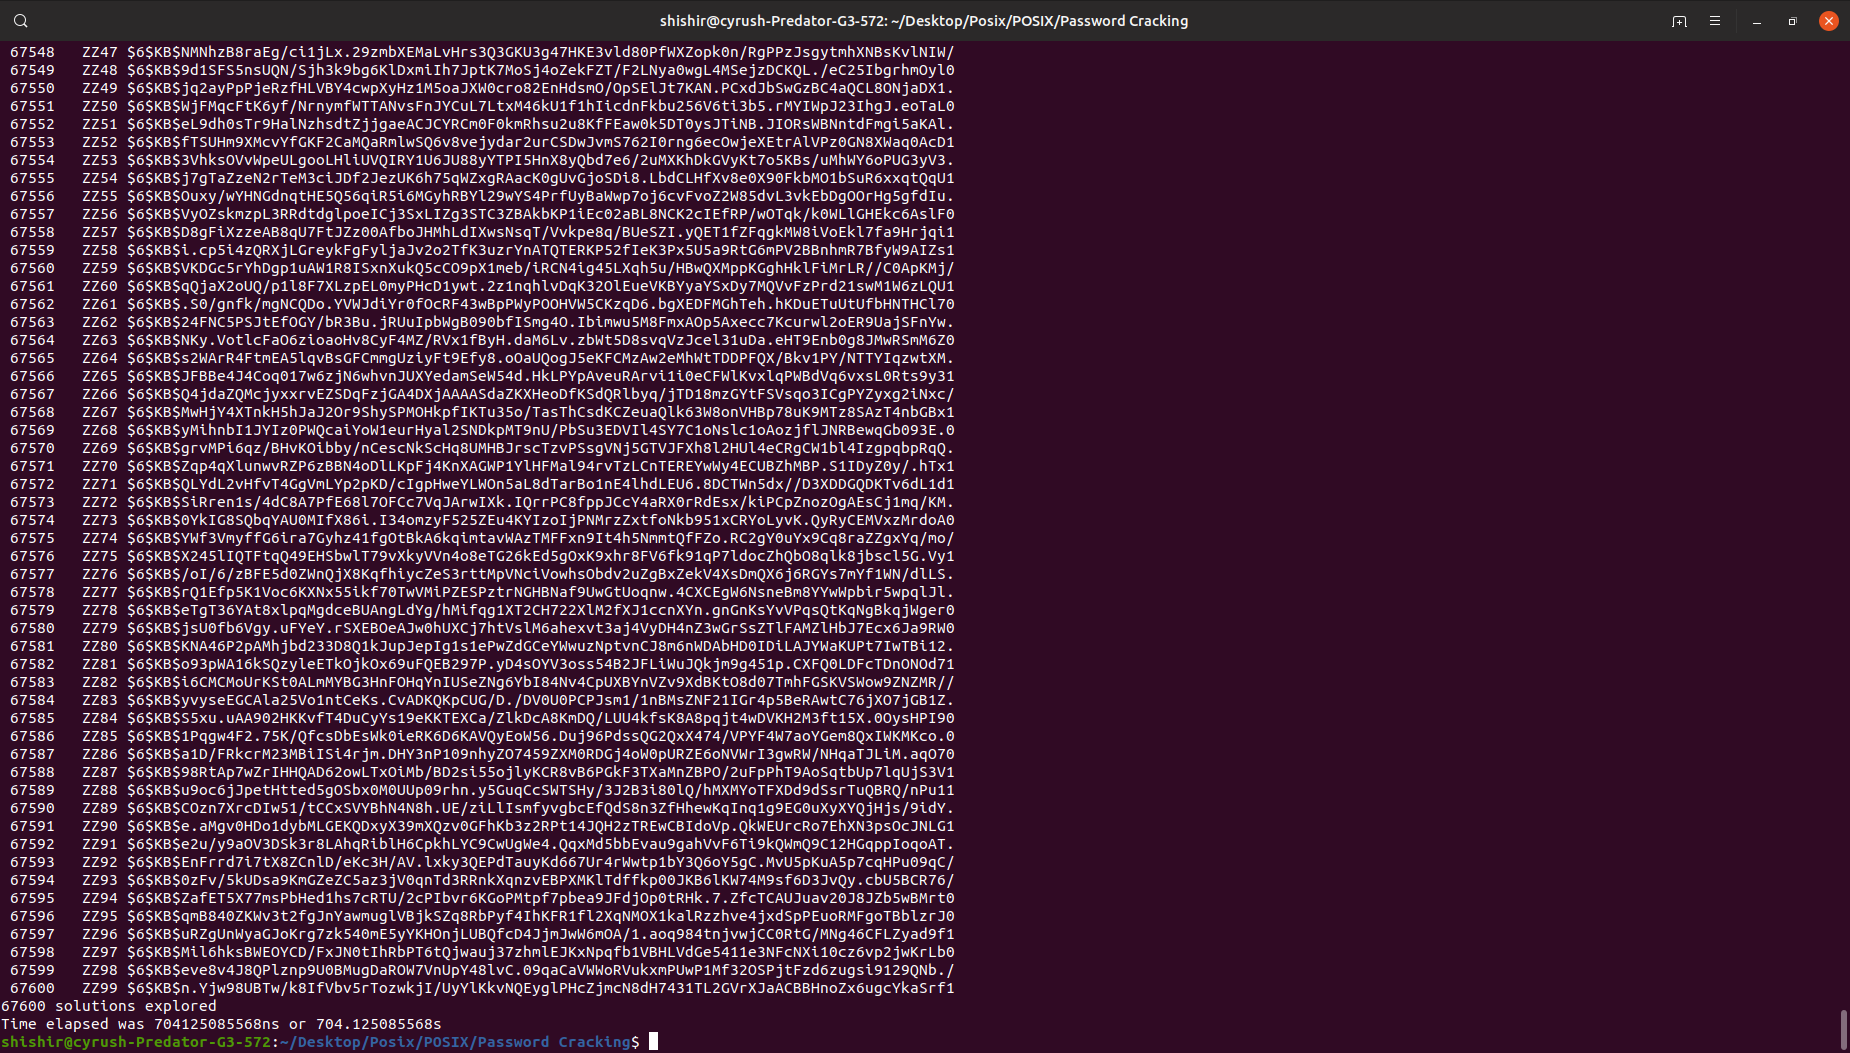 shishir@cyrush-Predator-G3-572: ~/Desktop/Posix/POSIX/Password Cracking
67548 ZZ47 $6$KB$NMNhzB8raEg/ci1jLx.29zmbXEMaLvHrs3Q3GKU3g47HKE3vld80PfWXZopk0n/RgPPzJsgytmhXNBsKvlNIW/
67549 ZZ48 $6$KB$9d1SFS5nsUQN/Sjh3k9bg6KlDxmiIh7JptK7MoSj4oZekFZT/F2LNya0wgL4MSejzDCKQL./eC25IbgrhmOyl0
67550 ZZ49 $6$KB$jq2ayPpPjeRzfHLVBY4cwpXyHz1M5oaJXW0cro82EnHdsmO/OpSElJt7KAN.PCxdJbSwGzBC4aQCL8ONjaDX1.
67551 ZZ50 $6$KB$WjFMqcFtK6yf/NrnymfWTTANvsFnJYCuL7LtxM46kU1f1hIicdnFkbu256V6ti3b5.rMYIWpJ23IhgJ.eoTaL0
67552 ZZ51 $6$KB$eL9dh0sTr9HalNzhsdtZjjgaeACJCYRCm0F0kmRhsu2u8KfFEaw0k5DT0ysJTiNB.JIORsWBNntdFmgi5aKAl.
67553 ZZ52 $6$KB$fTSUHm9XMcvYfGKF2CaMQaRmlwSQ6v8vejydar2urCSDwJvmS762I0rng6ecOwjeXEtrAlVPz0GN8XWaq0AcD1
67554 ZZ53 $6$KB$3VhksOVvWpeULgooLHliUVQIRY1U6JU88yYTPI5HnX8yQbd7e6/2uMXKhDkGVyKt7o5KBs/uMhWY6oPUG3yV3.
67555 ZZ54 $6$KB$j7gTaZzeN2rTeM3ciJDf2JezUK6h75qWZxgRAacK0gUvGjoSDi8.LbdCLHfXv8e0X90FkbMO1bSuR6xxqtQqU1
67556 ZZ55 $6$KB$Ouxy/wYHNGdnqtHE5Q56qiR5i6MGyhRBYl29wYS4PrfUyBaWwp7oj6cvFvoZ2W85dvL3vkEbDgOOrHg5gfdIu.
67557 ZZ56 $6$KB$VyOZskmzpL3RRdtdglpoeICj3SxLIZg3STC3ZBAkbKP1iEc02aBL8NCK2cIEfRP/wOTqk/k0WLlGHEkc6AslF0
67558 ZZ57 $6$KB$D8gFiXzzeAB8qU7FtJZz00AfboJHMhLdIXwsNsqT/Vvkpe8q/BUeSZI.yQET1fZFqgkMW8iVoEkl7fa9Hrjqi1
67559 ZZ58 $6$KB$i.cp5i4zQRXjLGreykFgFyljaJv2o2TfK3uzrYnATQTERKP52fIeK3Px5U5a9RtG6mPV2BBnhmR7BfyW9AIZs1
67560 ZZ59 $6$KB$VKDGc5rYhDgp1uAW1R8ISxnXukQ5cCO9pX1meb/iRCN4ig45LXqh5u/HBwQXMppKGghHklFiMrLR//C0ApKMj/
67561 ZZ60 $6$KB$qQjaX2oUQ/p1l8F7XLzpEL0myPHcD1ywt.2z1nqhlvDqK32OlEueVKBYyaYSxDy7MQVvFzPrd21swM1W6zLQU1
67562 ZZ61 $6$KB$.S0/gnfk/mgNCQDo.YVWJdiYr0fOcRF43wBpPWyPOOHVW5CKzqD6.bgXEDFMGhTeh.hKDuETuUtUfbHNTHCl70
67563 ZZ62 $6$KB$24FNC5PSJtEfOGY/bR3Bu.jRUuIpbWgB090bfISmg4O.Ibimwu5M8FmxAOp5Axecc7Kcurwl2oER9UajSFnYw.
67564 ZZ63 $6$KB$NKy.VotlcFaO6zioaoHv8CyF4MZ/RVx1fByH.daM6Lv.zbWt5D8svqVzJcel31uDa.eHT9Enb0g8JMwRSmM6Z0
67565 ZZ64 $6$KB$s2WArR4FtmEA5lqvBsGFCmmgUziyFt9Efy8.oOaUQogJ5eKFCMzAw2eMhWtTDDPFQX/Bkv1PY/NTTYIqzwtXM.
67566 ZZ65 $6$KB$JFBBe4J4Coq017w6zjN6whvnJUXYedamSeW54d.HkLPYpAveuRArvi1i0eCFWlKvxlqPWBdVq6vxsL0Rts9y31
67567 ZZ66 $6$KB$Q4jdaZQMcjyxxrvEZSDqFzjGA4DXjAAAASdaZKXHeoDfKSdQRlbyq/jTD18mzGYtFSVsqo3ICgPYZyxg2iNxc/
67568 ZZ67 $6$KB$MwHjY4XTnkH5hJaJ2Or9ShySPMOHkpfIKTu35o/TasThCsdKCZeuaQlk63W8onVHBp78uK9MTz8SAzT4nbGBx1
67569 ZZ68 $6$KB$yMihnbI1JYIz0PWQcaiYoW1eurHyal2SNDkpMT9nU/PbSu3EDVIl4SY7C1oNslc1oAozjflJNRBewqGb093E.0
67570 ZZ69 $6$KB$grvMPi6qz/BHvKOibby/nCescNkScHq8UMHBJrscTzvPSsgVNj5GTVJFXh8l2HUl4eCRgCW1bl4IzgpqbpRqQ.
67571 ZZ70 $6$KB$Zqp4qXlunwvRZP6zBBN4oDlLKpFj4KnXAGWP1YlHFMal94rvTzLCnTEREYwWy4ECUBZhMBP.S1IDyZ0y/.hTx1
67572 ZZ71 $6$KB$QLYdL2vHfvT4GgVmLYp2pKD/cIgpHweYLWOn5aL8dTarBo1nE4lhdLEU6.8DCTWn5dx//D3XDDGQDKTv6dL1d1
67573 ZZ72 $6$KB$SiRren1s/4dC8A7PfE68l7OFCc7VqJArwIXk.IQrrPC8fppJCcY4aRX0rRdEsx/kiPCpZnozOgAEsCj1mq/KM.
67574 ZZ73 $6$KB$0YkIG8SQbqYAU0MIfX86i.I34omzyF525ZEu4KYIzoIjPNMrzZxtfoNkb951xCRYoLyvK.QyRyCEMVxzMrdoA0
67575 ZZ74 $6$KB$YWf3VmyffG6ira7Gyhz41fgOtBkA6kqimtavWAzTMFFxn9It4h5NmmtQfFZo.RC2gY0uYx9Cq8raZZgxYq/mo/
67576 ZZ75 $6$KB$X245lIQTFtqQ49EHSbwlT79vXkyVVn4o8eTG26kEd5gOxK9xhr8FV6fk91qP7ldocZhQbO8qlk8jbscl5G.Vy1
67577 ZZ76 $6$KB$/oI/6/zBFE5d0ZWnQjX8KqfhiycZeS3rttMpVNciVowhsObdv2uZgBxZekV4XsDmQX6j6RGYs7mYf1WN/dlLS.
67578 ZZ77 $6$KB$rQ1Efp5K1Voc6KXNx55ikf70TwVMiPZESPztrNGHBNaf9UwGtUoqnw.4CXCEgW6NsneBm8YYwWpbir5wpqlJl.
67579 ZZ78 $6$KB$eTgT36YAt8xlpqMgdceBUAngLdYg/hMifqg1XT2CH722XlM2fXJ1ccnXYn.gnGnKsYvVPqsQtKqNgBkqjWger0
67580 ZZ79 $6$KB$jsU0fb6Vgy.uFYeY.rSXEBOeAJw0hUXCj7htVslM6ahexvt3aj4VyDH4nZ3wGrSsZTlFAMZlHbJ7Ecx6Ja9RW0
67581 ZZ80 $6$KB$KNA46P2pAMhjbd233D8Q1kJupJepIg1s1ePwZdGCeYWwuzNptvnCJ8m6nWDAbHD0IDiLAJYWaKUPt7IwTBi12.
67582 ZZ81 $6$KB$o93pWA16kSQzyleETkOjkOx69uFQEB297P.yD4sOYV3oss54B2JFLiWuJQkjm9g451p.CXFQ0LDFcTDnONOd71
67583 ZZ82 $6$KB$i6CMCMoUrKSt0ALmMYBG3HnFOHqYnIUSeZNg6YbI84Nv4CpUXBYnVZv9XdBKtO8d07TmhFGSKVSWow9ZNZMR//
67584 ZZ83 $6$KB$yvyseEGCAla25Vo1ntCeKs.CvADKQKpCUG/D./DV0U0PCPJsm1/1nBMsZNF21IGr4p5BeRAwtC76jXO7jGB1Z.
67585 ZZ84 $6$KB$S5xu.uAA902HKKvfT4DuCyYs19eKKTEXCa/ZlkDcA8KmDQ/LUU4kfsK8A8pqjt4wDVKH2M3ft15X.0OysHPI90
67586 ZZ85 $6$KB$1Pqgw4F2.75K/QfcsDbEsWk0ieRK6D6KAVQyEoW56.Duj96PdssQG2QxX474/VPYF4W7aoYGem8QxIWKMKco.0
67587 ZZ86 $6$KB$a1D/FRkcrM23MBiISi4rjm.DHY3nP109nhyZO7459ZXM0RDGj4oW0pURZE6oNVWrI3gwRW/NHqaTJLiM.aqO70
67588 ZZ87 $6$KB$98RtAp7wZrIHHQAD62owLTxOiMb/BD2si55ojlyKCR8vB6PGkF3TXaMnZBPO/2uFpPhT9AoSqtbUp7lqUjS3V1
67589 ZZ88 $6$KB$u9oc6jJpetHtted5gOSbx0M0UUp09rhn.y5GuqCcSWTSHy/3J2B3i80lQ/hMXMYoTFXDd9dSsrTuQBRQ/nPu11
67590 ZZ89 $6$KB$COzn7XrcDIw51/tCCxSVYBhN4N8h.UE/ziLlIsmfyvgbcEfQdS8n3ZfHhewKqInq1g9EG0uXyXYQjHjs/9idY.
67591 ZZ90 $6$KB$e.aMgv0HDo1dybMLGEKQDxyX39mXQzv0GFhKb3z2RPt14JQH2zTREwCBIdoVp.QkWEUrcRo7EhXN3psOcJNLG1
67592 ZZ91 $6$KB$e2u/y9aOV3DSk3r8LAhqRiblH6CpkhLYC9CwUgWe4.QqxMd5bbEvau9gahVvF6Ti9kQWmQ9C12HGqppIoqoAT.
67593 ZZ92 $6$KB$EnFrrd7i7tX8ZCnlD/eKc3H/AV.lxky3QEPdTauyKd667Ur4rWwtp1bY3Q6oY5gC.MvU5pKuA5p7cqHPu09qC/
67594 ZZ93 $6$KB$0zFv/5kUDsa9KmGZeZC5az3jV0qnTd3RRnkXqnzvEBPXMKlTdffkp00JKB6lKW74M9sf6D3JvQy.cbU5BCR76/
67595 ZZ94 $6$KB$ZafET5X77msPbHed1hs7cRTU/2cPIbvr6KGoPMtpf7pbea9JFdjOp0tRHk.7.ZfcTCAUJuav20J8JZb5wBMrt0
67596 ZZ95 $6$KB$qmB840ZKWv3t2fgJnYawmuglVBjkSZq8RbPyf4IhKFR1fl2XqNMOX1kalRzzhve4jxdSpPEuoRMFgoTBblzrJ0
67597 ZZ96 $6$KB$uRZgUnWyaGJoKrg7zk540mE5yYKHOnjLUBQfcD4JjmJwW6mOA/1.aoq984tnjvwjCC0RtG/MNg46CFLZyad9f1
67598 ZZ97 $6$KB$Mil6hksBWEOYCD/FxJN0tIhRbPT6tQjwauj37zhmlEJKxNpqfb1VBHLVdGe5411e3NFcNXi10cz6vp2jwKrLb0
67599 ZZ98 $6$KB$eve8v4J8QPlznp9U0BMugDaROW7VnUpY48lvC.09qaCaVWWoRVukxmPUwP1Mf32OSPjtFzd6zugsi9129QNb./
67600 ZZ99 $6$KB$n.Yjw98UBTw/k8IfVbv5rTozwkjI/UyYlKkvNQEyglPHcZjmcN8dH7431TL2GVrXJaACBBHnoZx6ugcYkaSrf1
67600 solutions explored
Time elapsed was 704125085568ns or 704.125085568s
shishir@cyrush-Predator-G3-572:~/Desktop/Posix/POSIX/Password Cracking$